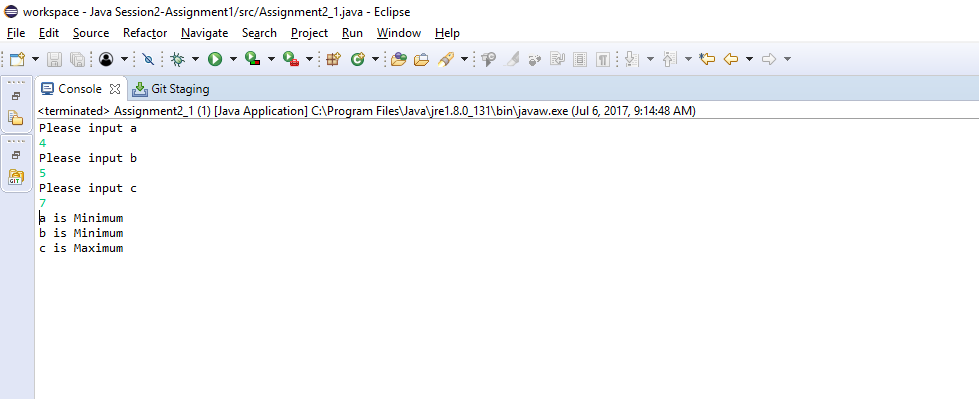 workspace - Java Session2-Assignment1/src/Assignment2_1.java - Eclipse
File Edit Source Refactor Navigate Search Project Run Window Help
Console Git Staging
<terminated> Assignment2_1 (1) [Java Application] C:\Program Files\Java\jre1.8.0_131\bin\javaw.exe (Jul 6, 2017, 9:14:48 AM)
Please input a
4
Please input b
5
Please input c
7
a is Minimum
b is Minimum
c is Maximum
GIT